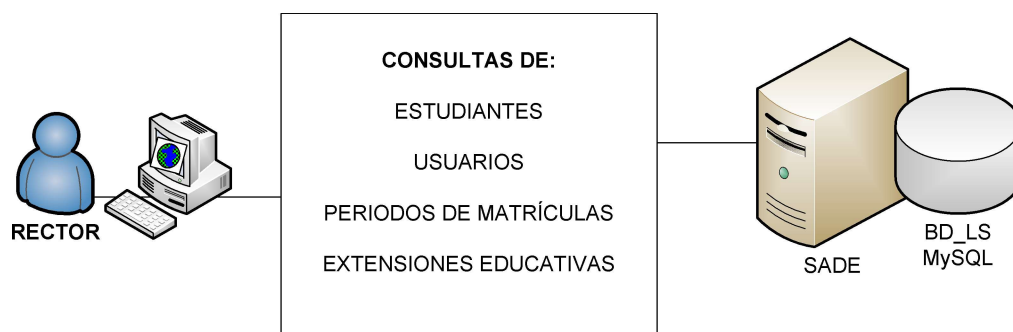 RECTOR
CONSULTAS DE:
ESTUDIANTES
USUARIOS
PERIODOS DE MATRÍCULAS
EXTENSIONES EDUCATIVAS
SADE
BD_LS
MySQL